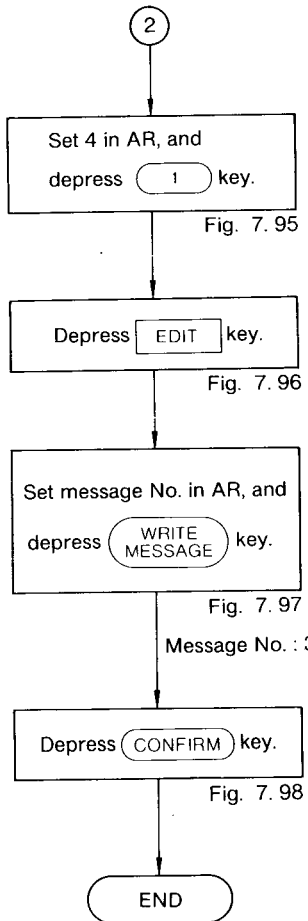 2
Set 4 in AR, and
depress 1 key.
Fig. 7. 95
Depress EDIT key.
Fig. 7. 96
Set message No. in AR, and
depress WRITE MESSAGE key.
Fig. 7. 97
Message No. : 3
Depress CONFIRM key.
Fig. 7. 98
END